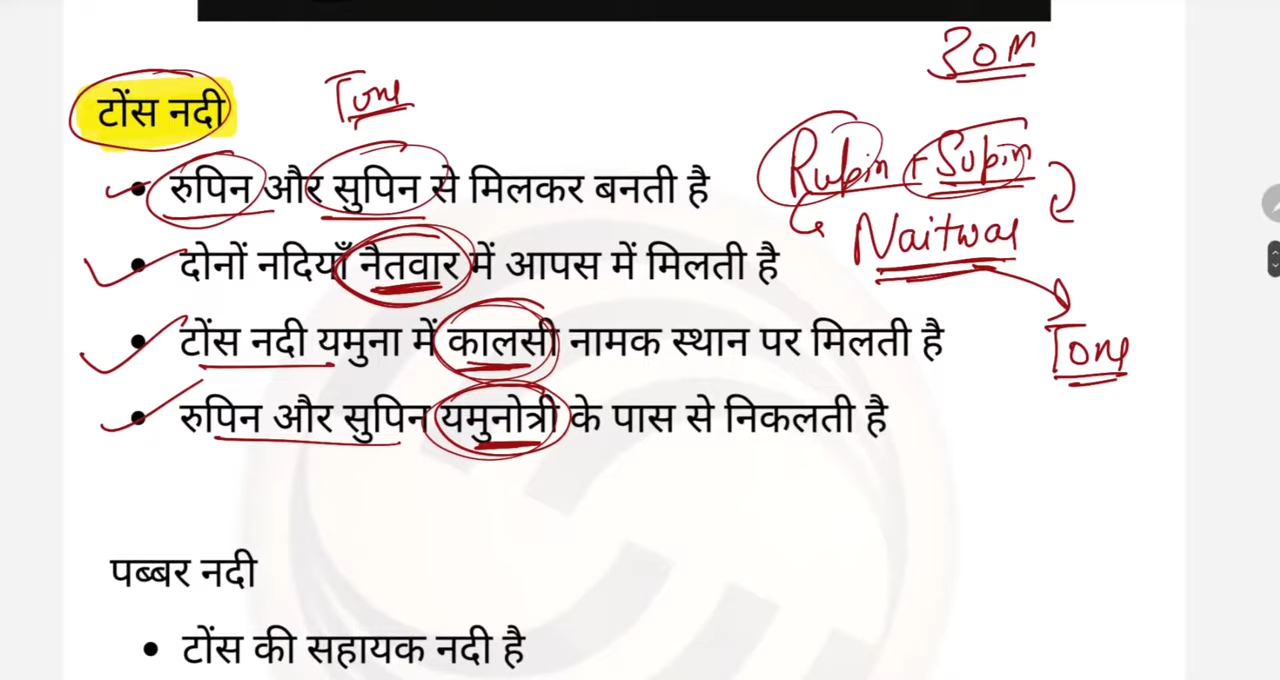 30m
टोंस नदी
Tons
रुपिन और सुपिन से मिलकर बनती है
Rupin + Supin
दोनों नदियाँ नैतवार में आपस में मिलती है
Naitwar
टोंस नदी यमुना में कालसी नामक स्थान पर मिलती है
Tons
रुपिन और सुपिन यमुनोत्री के पास से निकलती है
पब्बर नदी
टोंस की सहायक नदी है